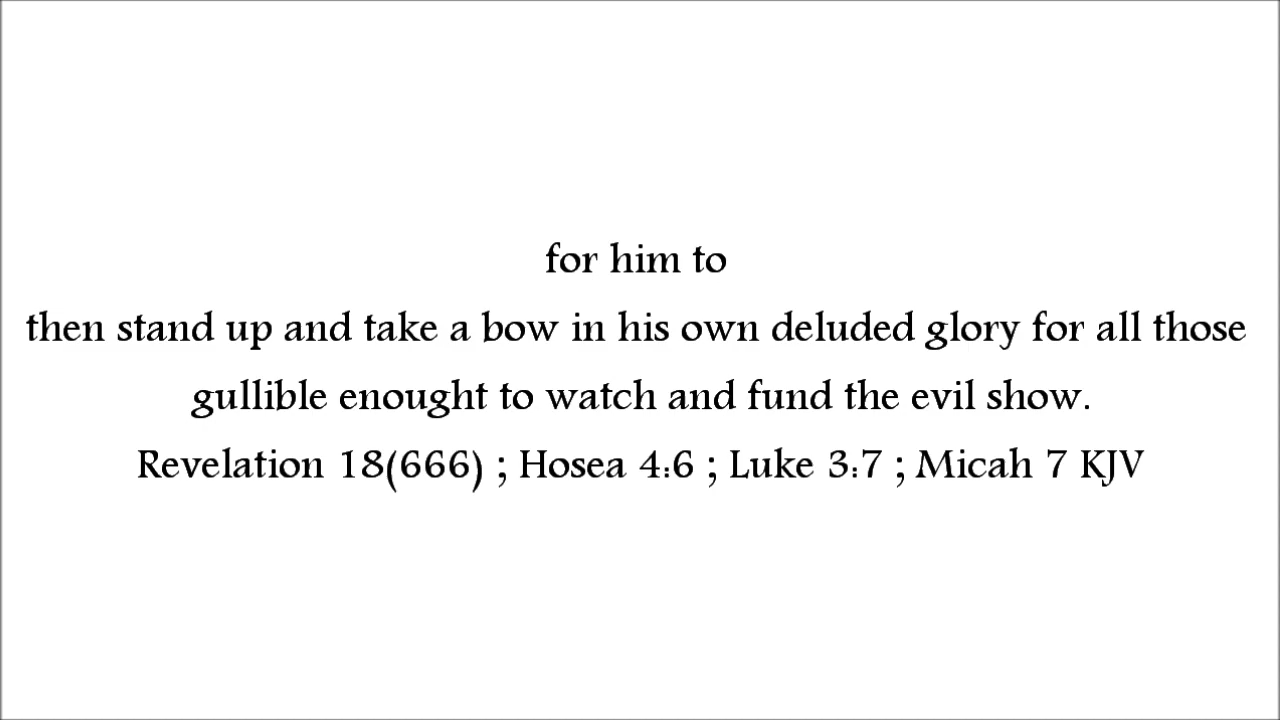 for him to
then stand up and take a bow in his own deluded glory for all those
gullible enought to watch and fund the evil show.
Revelation 18(666) ; Hosea 4:6 ; Luke 3:7 ; Micah 7 KJV